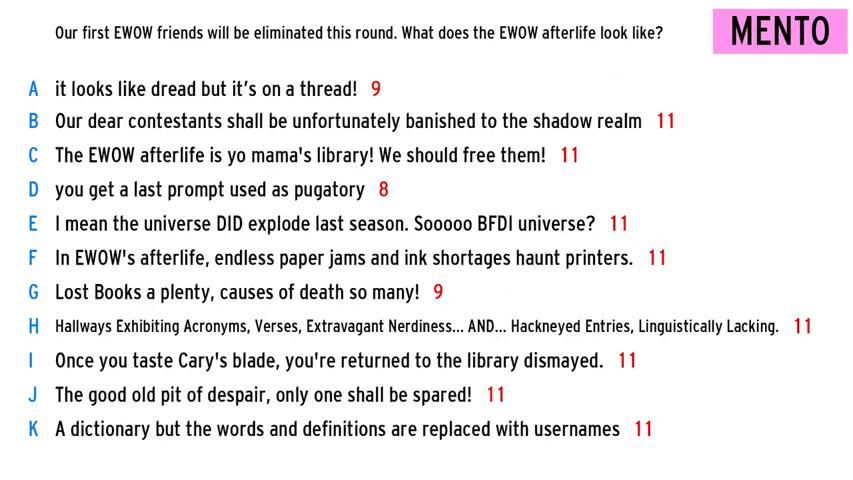 Our first EWOW friends will be eliminated this round. What does the EWOW afterlife look like?
MENTO
A it looks like dread but it's on a thread! 9
B Our dear contestants shall be unfortunately banished to the shadow realm 11
C The EWOW afterlife is yo mama's library! We should free them! 11
D you get a last prompt used as pugatory 8
E I mean the universe DID explode last season. Sooooo BFDI universe? 11
F In EWOW's afterlife, endless paper jams and ink shortages haunt printers. 11
G Lost Books a plenty, causes of death so many! 9
H Hallways Exhibiting Acronyms, Verses, Extravagant Nerdiness... AND... Hackneyed Entries, Linguistically Lacking. 11
I Once you taste Cary's blade, you're returned to the library dismayed. 11
J The good old pit of despair, only one shall be spared! 11
K A dictionary but the words and definitions are replaced with usernames 11